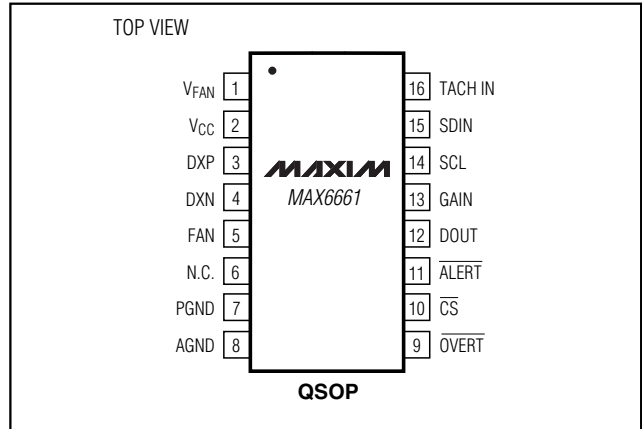 TOP VIEW
VFAN 1
VCC 2
DXP 3
DXN 4
FAN 5
N.C. 6
PGND 7
AGND 8
MAXIM
MAX6661
16 TACH IN
15 SDIN
14 SCL
13 GAIN
12 DOUT
11 ALERT
10 CS
9 OVERT
QSOP